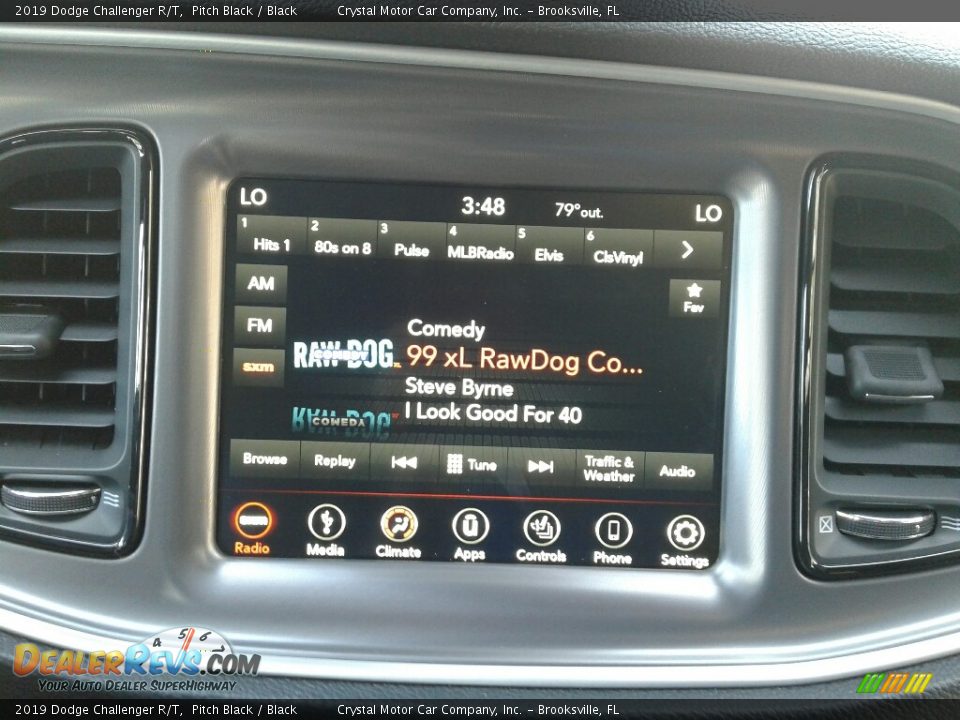 2019 Dodge Challenger R/T,  Pitch Black / Black    Crystal Motor Car Company, Inc. - Brooksville, FL
LO 3:48 79° out. LO
1 Hits 1 2 80s on 8 3 Pulse 4 MLBRadio 5 Elvis 6 ClsVinyl >
AM
Fav
FM
Comedy
RAW DOG
COMEDY
99 xL RawDog Co...
sxm
Steve Byrne
I Look Good For 40
Browse Replay Tune Traffic & Weather Audio
Radio Media Climate Apps Controls Phone Settings
4 5 6
DEALERREVS.COM
YOUR AUTO DEALER SUPERHIGHWAY
2019 Dodge Challenger R/T,  Pitch Black / Black    Crystal Motor Car Company, Inc. - Brooksville, FL